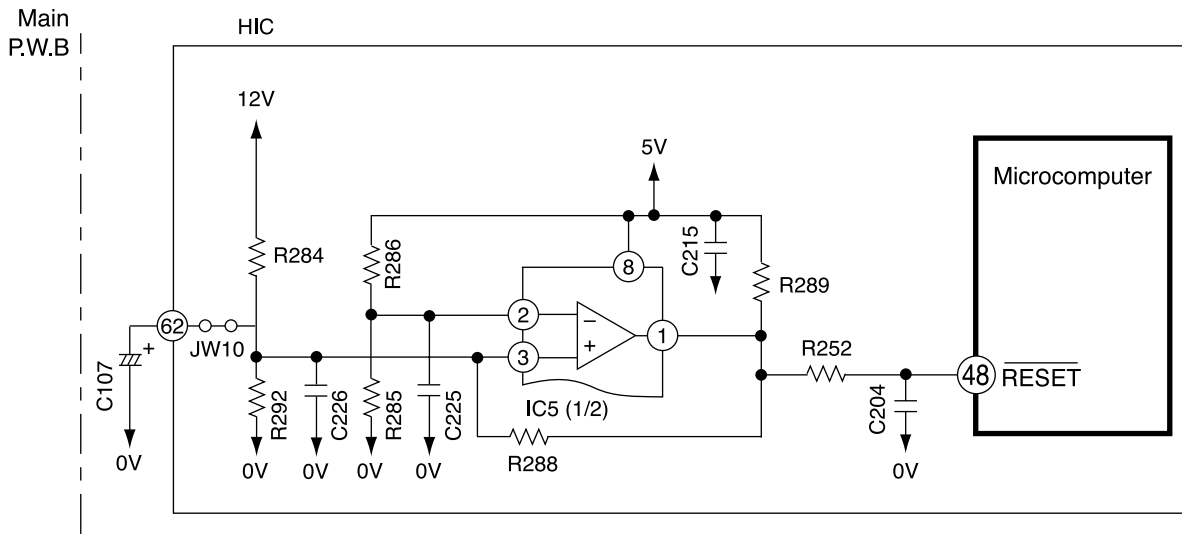 Main
P.W.B
HIC
12V
5V
Microcomputer
R284
R286
8
C215
R289
62
JW10
2
−
1
+
3
C107
+
R252
48
RESET
R292
C226
R285
C225
IC5 (1/2)
C204
R288
0V
0V
0V
0V
0V
0V